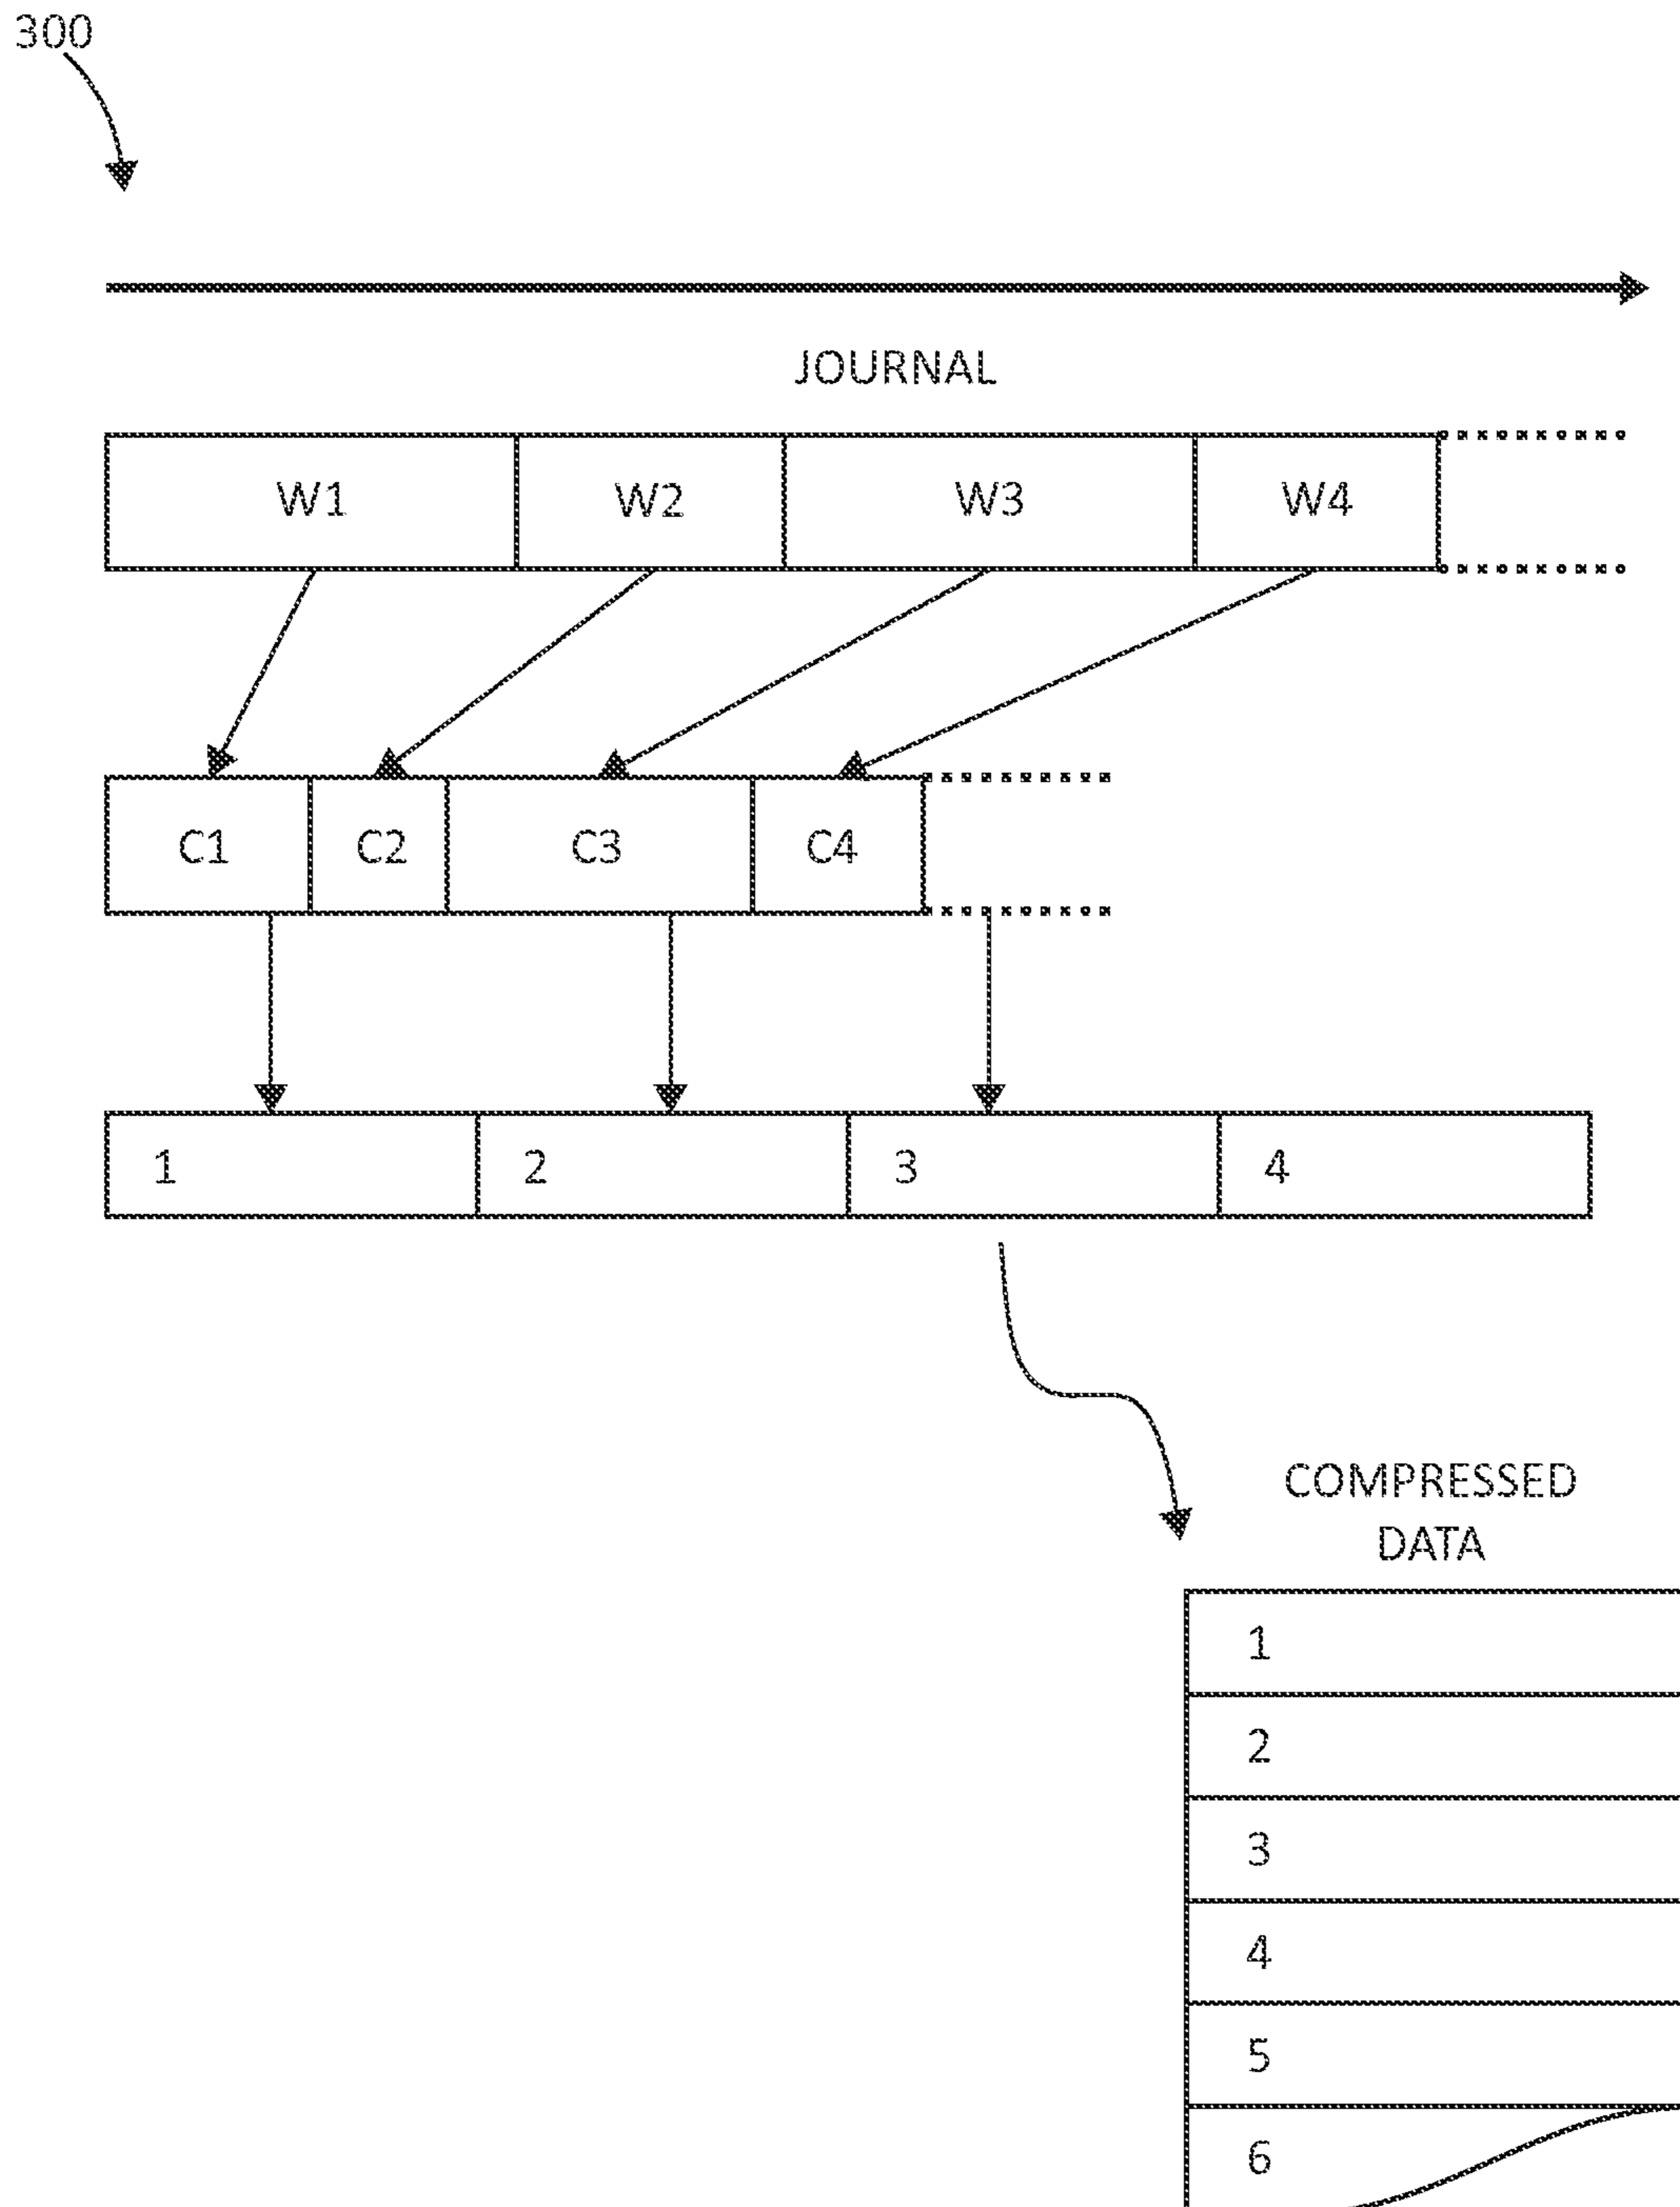 300
JOURNAL
W1 W2 W3 W4
C1 C2 C3 C4
1 2 3 4
COMPRESSED
DATA
1
2
3
4
5
6